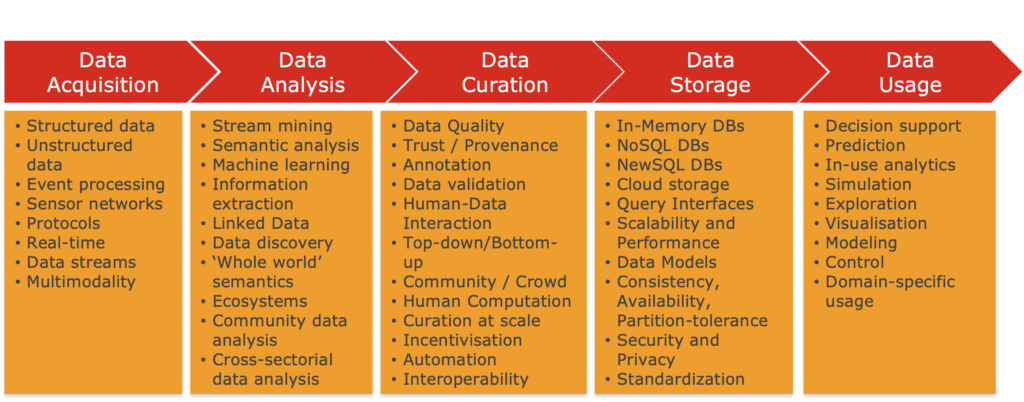 Data
Acquisition
Data
Analysis
Data
Curation
Data
Storage
Data
Usage
• Structured data
• Unstructured
data
• Event processing
• Sensor networks
• Protocols
• Real-time
• Data streams
• Multimodality
• Stream mining
• Semantic analysis
• Machine learning
• Information
extraction
• Linked Data
• Data discovery
• ‘Whole world’
semantics
• Ecosystems
• Community data
analysis
• Cross-sectorial
data analysis
• Data Quality
• Trust / Provenance
• Annotation
• Data validation
• Human-Data
Interaction
• Top-down/Bottom-
up
• Community / Crowd
• Human Computation
• Curation at scale
• Incentivisation
• Automation
• Interoperability
• In-Memory DBs
• NoSQL DBs
• NewSQL DBs
• Cloud storage
• Query Interfaces
• Scalability and
Performance
• Data Models
• Consistency,
Availability,
Partition-tolerance
• Security and
Privacy
• Standardization
• Decision support
• Prediction
• In-use analytics
• Simulation
• Exploration
• Visualisation
• Modeling
• Control
• Domain-specific
usage